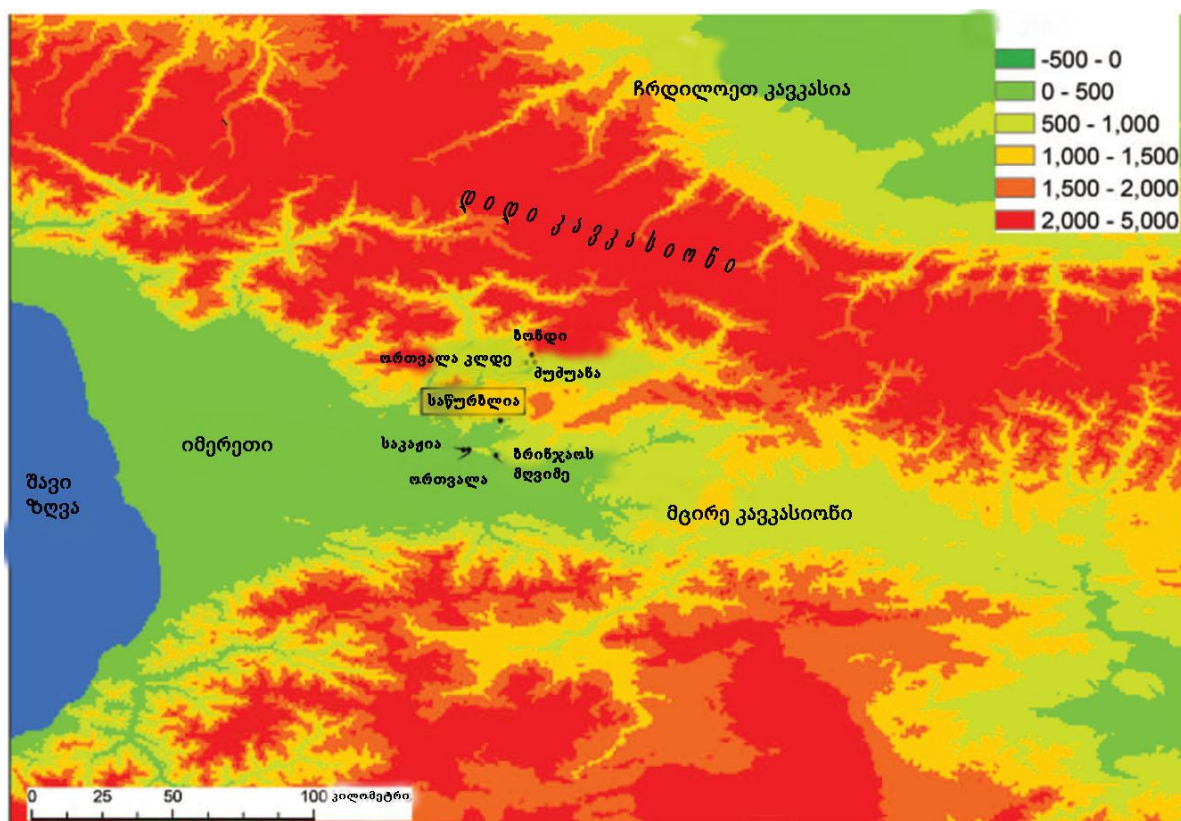 -500 - 0
0 - 500
500 - 1,000
1,000 - 1,500
1,500 - 2,000
2,000 - 5,000
ჩრდილოეთ კავკასია
დიდი კავკასიონი
ბონდი
ორთვალა კლდე
მუმუანა
საწურბლია
იმერეთი
საკაჟია
ბრინჯაოს
მღვიმე
ორთვალა
შავი
ზღვა
მცირე კავკასიონი
0 25 50 100 კილომეტრი